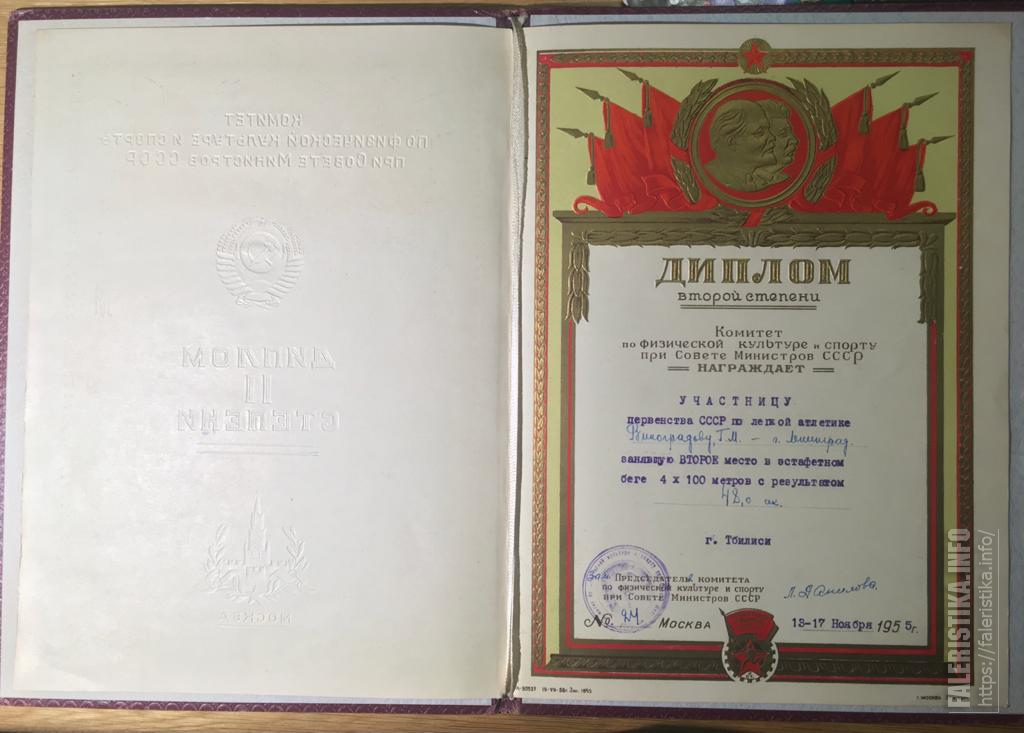 КОМИТЕТ
ПО ФИЗИЧЕСКОЙ КУЛЬТУРЕ И СПОРТУ
ПРИ СОВЕТЕ МИНИСТРОВ СССР
ДИПЛОМ
II
СТЕПЕНИ
МОСКВА
ДИПЛОМ
второй степени
Комитет
по физической культуре и спорту
при Совете Министров СССР
НАГРАЖДАЕТ
УЧАСТНИЦУ
первенства СССР по легкой атлетике
Виноградову, Г.М. - г. Ленинград.
занявшую ВТОРОЕ место в эстафетном
беге 4 х 100 метров с результатом
48,0 ск.
г. Тбилиси
Зам. Председателя комитета
по физической культуре и спорту
при Совете Министров СССР
№ 24
Москва
13-17 Ноября 1955г.
г. Москва
FALERISTIKA.INFO
https://faleristika.info/